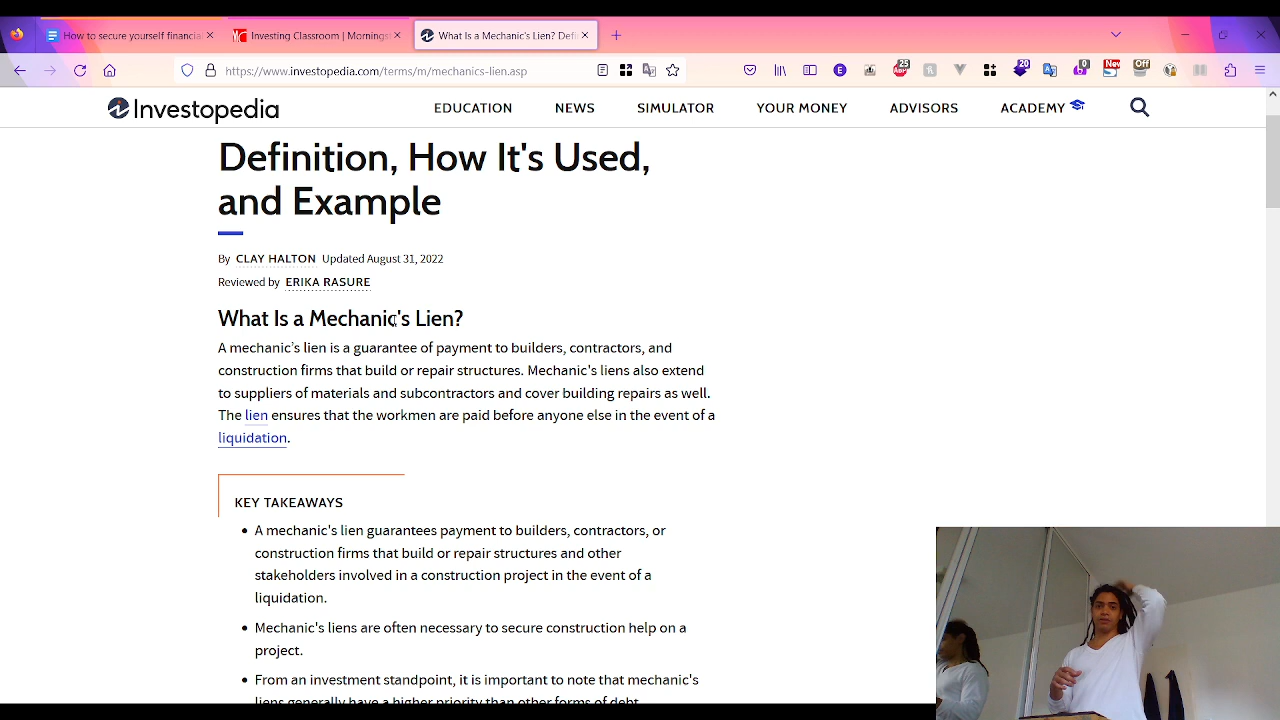 How to secure yourself financial
Investing Classroom | Mornings
What Is a Mechanic's Lien? Defi
https://www.investopedia.com/terms/m/mechanics-lien.asp
25
20
0
New
Off
Investopedia
EDUCATION
NEWS
SIMULATOR
YOUR MONEY
ADVISORS
ACADEMY
Definition, How It's Used,
and Example
By CLAY HALTON Updated August 31, 2022
Reviewed by ERIKA RASURE
What Is a Mechanic's Lien?
A mechanic’s lien is a guarantee of payment to builders, contractors, and
construction firms that build or repair structures. Mechanic's liens also extend
to suppliers of materials and subcontractors and cover building repairs as well.
The lien ensures that the workmen are paid before anyone else in the event of a
liquidation.
KEY TAKEAWAYS
A mechanic's lien guarantees payment to builders, contractors, or
construction firms that build or repair structures and other
stakeholders involved in a construction project in the event of a
liquidation.
Mechanic's liens are often necessary to secure construction help on a
project.
From an investment standpoint, it is important to note that mechanic's
liens generally have a higher priority than other forms of debt.